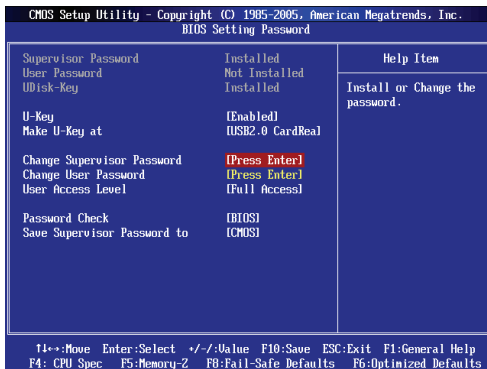 CMOS Setup Utility - Copyright (C) 1985-2005, American Megatrends, Inc.
BIOS Setting Password
Supervisor Password Installed
User Password Not Installed
UDisk-Key Installed
U-Key [Enabled]
Make U-Key at [USB2.0 CardRea]
Change Supervisor Password [Press Enter]
Change User Password [Press Enter]
User Access Level [Full Access]
Password Check [BIOS]
Save Supervisor Password to [CMOS]
Help Item
Install or Change the
password.
↑↓↔:Move Enter:Select +/-/:Value F10:Save ESC:Exit F1:General Help
F4: CPU Spec F5:Memory-Z F8:Fail-Safe Defaults F6:Optimized Defaults